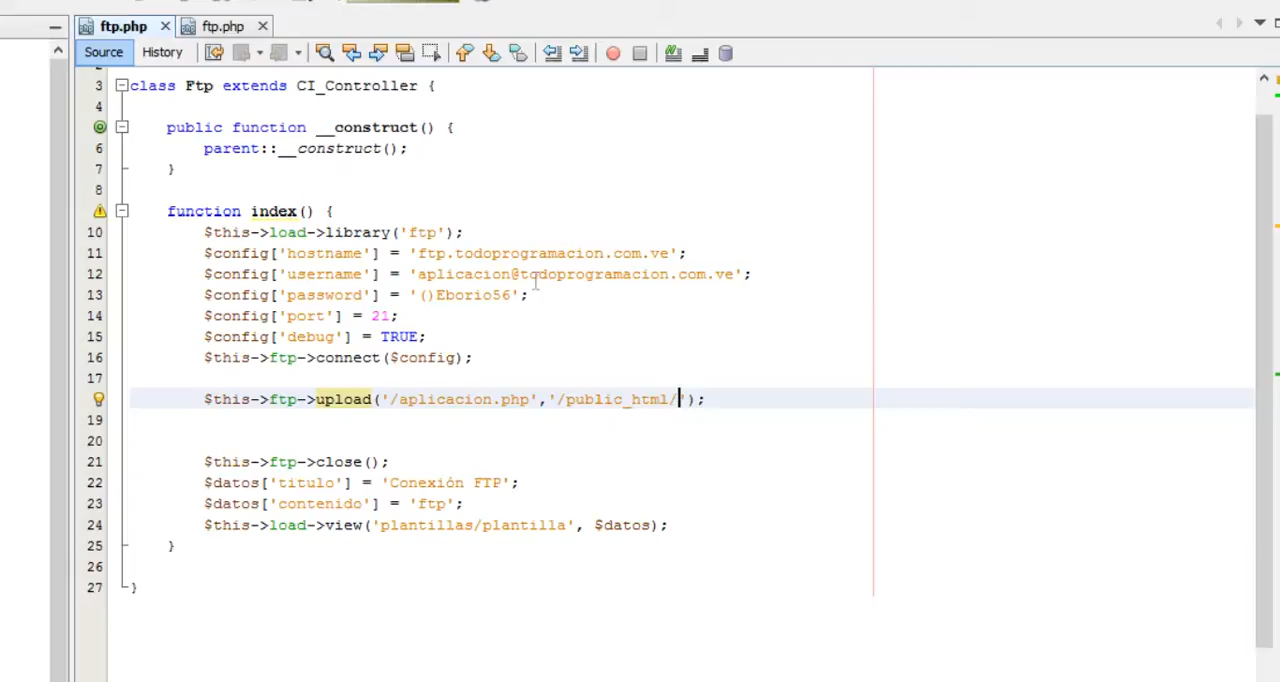 ftp.php ftp.php
Source History
2
3 class Ftp extends CI_Controller {
4
public function __construct() {
6 parent::__construct();
7 }
8
function index() {
10 $this->load->library('ftp');
11 $config['hostname'] = 'ftp.todoprogramacion.com.ve';
12 $config['username'] = 'aplicacion@todoprogramacion.com.ve';
13 $config['password'] = '()Eborio56';
14 $config['port'] = 21;
15 $config['debug'] = TRUE;
16 $this->ftp->connect($config);
17
$this->ftp->upload('/aplicacion.php','/public_html/');
19
20
21 $this->ftp->close();
22 $datos['titulo'] = 'Conexión FTP';
23 $datos['contenido'] = 'ftp';
24 $this->load->view('plantillas/plantilla', $datos);
25 }
26
27 }